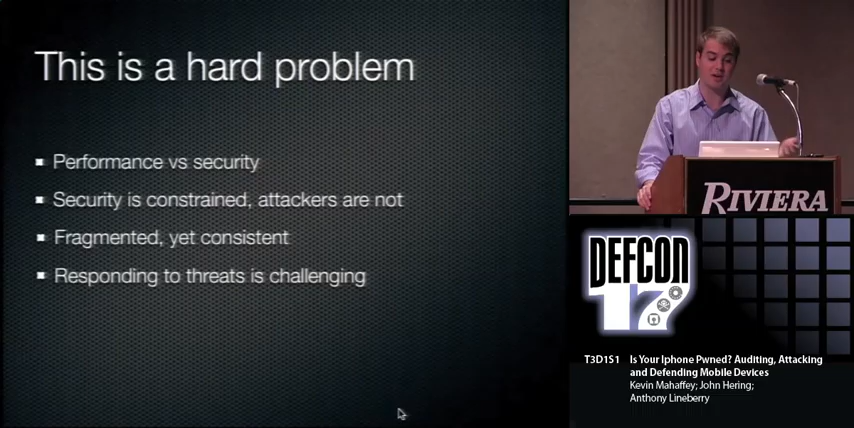 This is a hard problem
Performance vs security
Security is constrained, attackers are not
Fragmented, yet consistent
Responding to threats is challenging
RIVIERA
DEFCON
17
T3D1S1 Is Your Iphone Pwned? Auditing, Attacking
and Defending Mobile Devices
Kevin Mahaffey; John Hering;
Anthony Lineberry